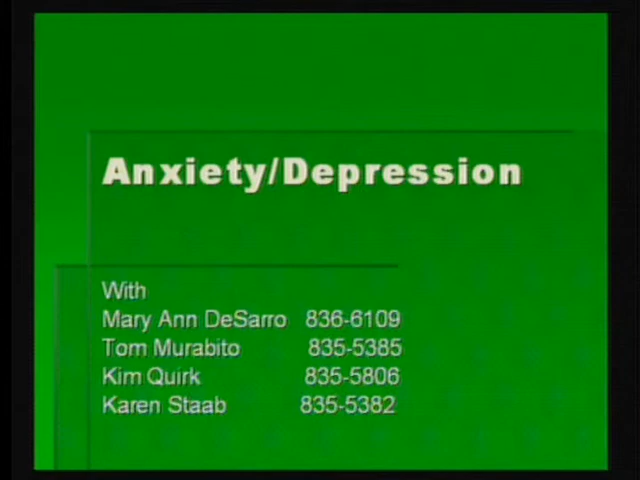 Anxiety/Depression
With
Mary Ann DeSarro 836-6109
Tom Murabito 835-5385
Kim Quirk 835-5806
Karen Staab 835-5382